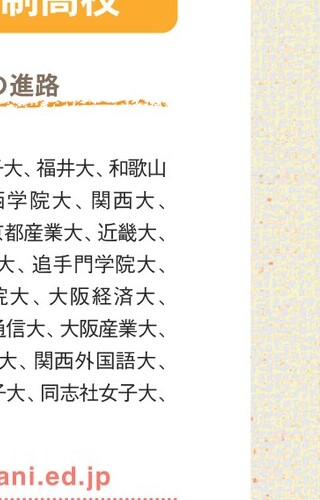 制高校
の進路
子大、福井大、和歌山
西学院大、関西大、
京都産業大、近畿大、
大、追手門学院大、
院大、大阪経済大、
通信大、大阪産業大、
大、関西外国語大、
子大、同志社女子大、
ani.ed.jp